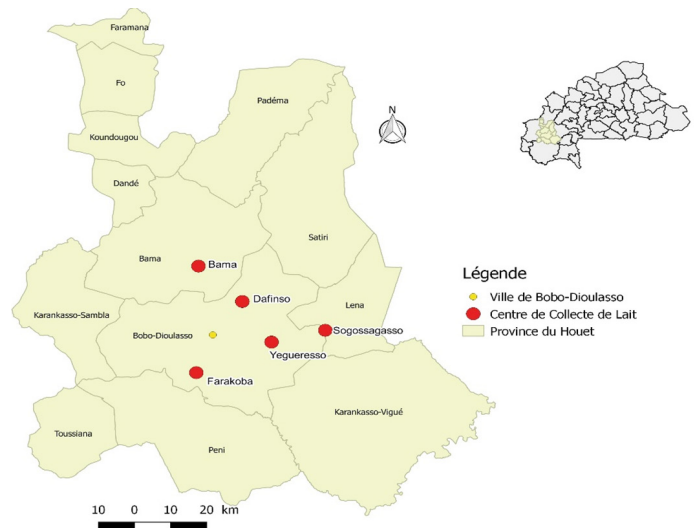 Faramana
Fo
Padéma
N
Koundougou
Dandé
Satiri
Bama
Bama
Légende
Ville de Bobo-Dioulasso
Centre de Collecte de Lait
Province du Houet
Dafinso
Lena
Karankasso-Sambla
Bobo-Dioulasso
Sogossagasso
Yegueresso
Farakoba
Karankasso-Vigué
Toussiana
Peni
10 0 10 20 km